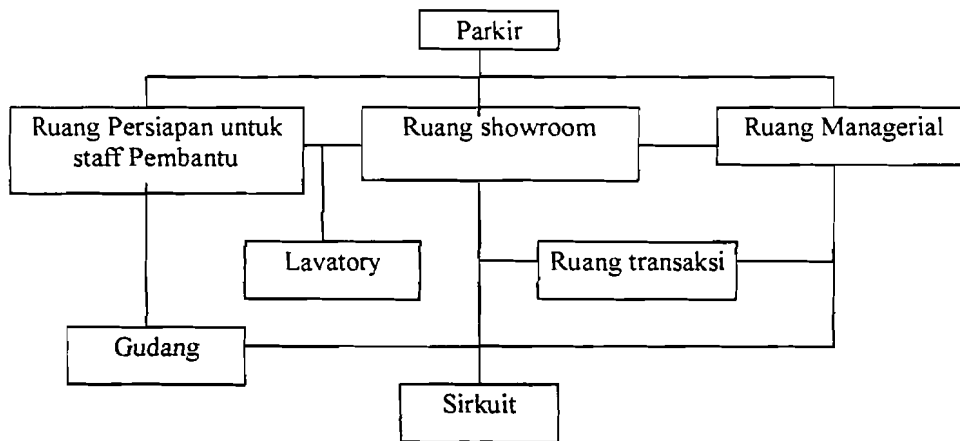 Parkir
Ruang Persiapan untuk
staff Pembantu
Ruang showroom
Ruang Managerial
Lavatory
Ruang transaksi
Gudang
Sirkuit